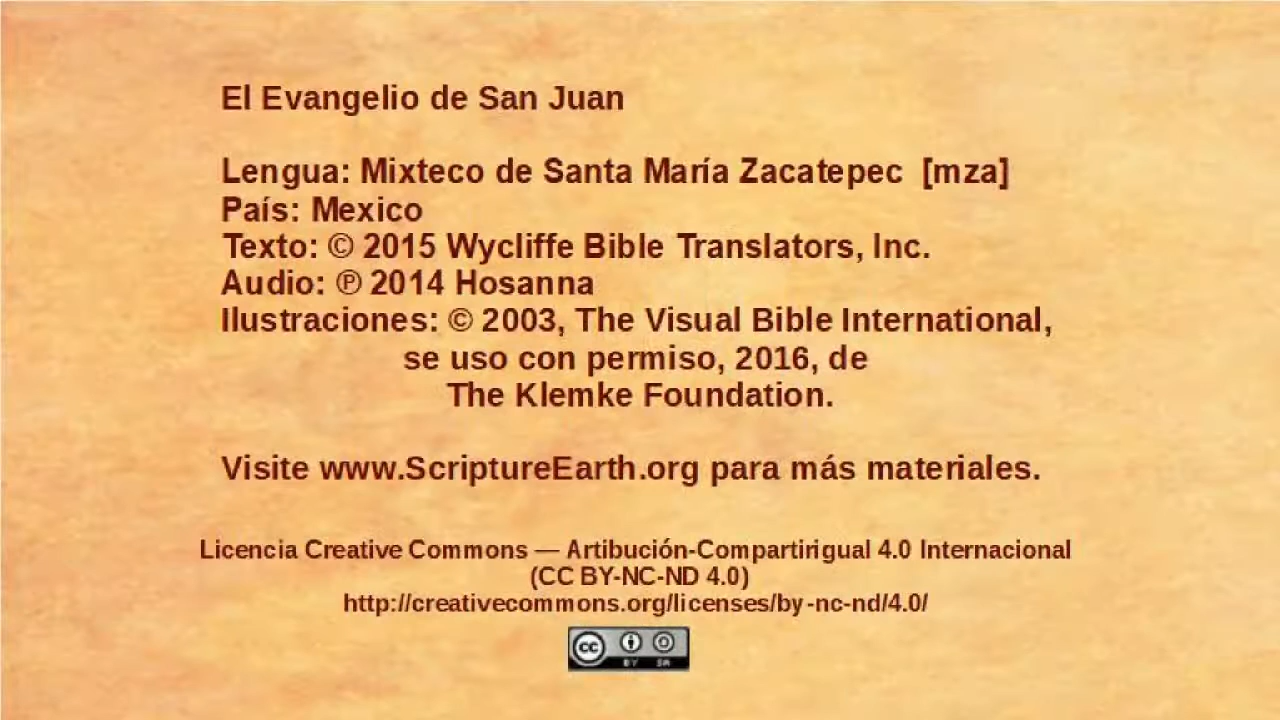 El Evangelio de San Juan
Lengua: Mixteco de Santa María Zacatepec [mza]
País: Mexico
Texto: © 2015 Wycliffe Bible Translators, Inc.
Audio: ℗ 2014 Hosanna
Ilustraciones: © 2003, The Visual Bible International,
se uso con permiso, 2016, de
The Klemke Foundation.
Visite www.ScriptureEarth.org para más materiales.
Licencia Creative Commons — Artibución-Compartirigual 4.0 Internacional
(CC BY-NC-ND 4.0)
http://creativecommons.org/licenses/by-nc-nd/4.0/
cc BY SA